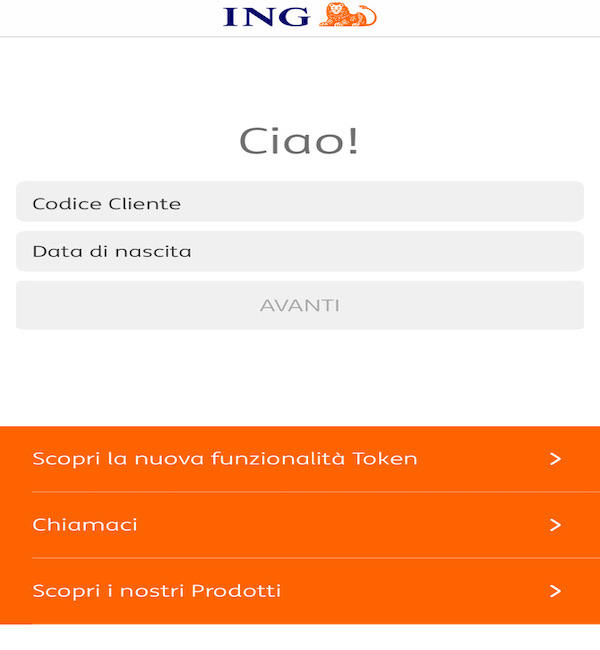 ING
Ciao!
Codice Cliente
Data di nascita
AVANTI
Scopri la nuova funzionalità Token
Chiamaci
Scopri i nostri Prodotti